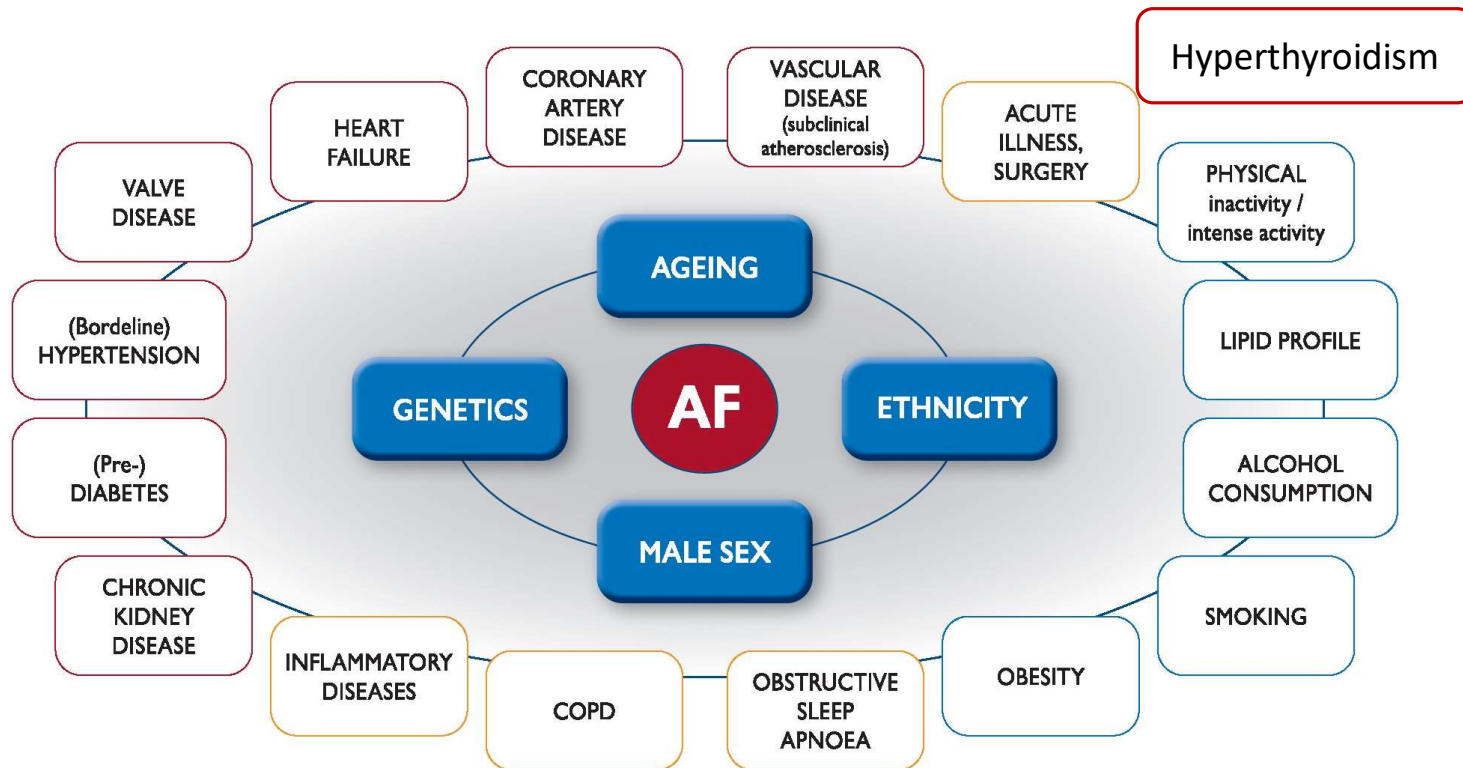 Hyperthyroidism
CORONARY
ARTERY
DISEASE
VASCULAR
DISEASE
(subclinical
atherosclerosis)
HEART
FAILURE
ACUTE
ILLNESS,
SURGERY
VALVE
DISEASE
PHYSICAL
inactivity /
intense activity
AGEING
(Bordeline)
HYPERTENSION
LIPID PROFILE
GENETICS
AF
ETHNICITY
(Pre-)
DIABETES
ALCOHOL
CONSUMPTION
MALE SEX
CHRONIC
KIDNEY
DISEASE
SMOKING
INFLAMMATORY
DISEASES
COPD
OBSTRUCTIVE
SLEEP
APNOEA
OBESITY